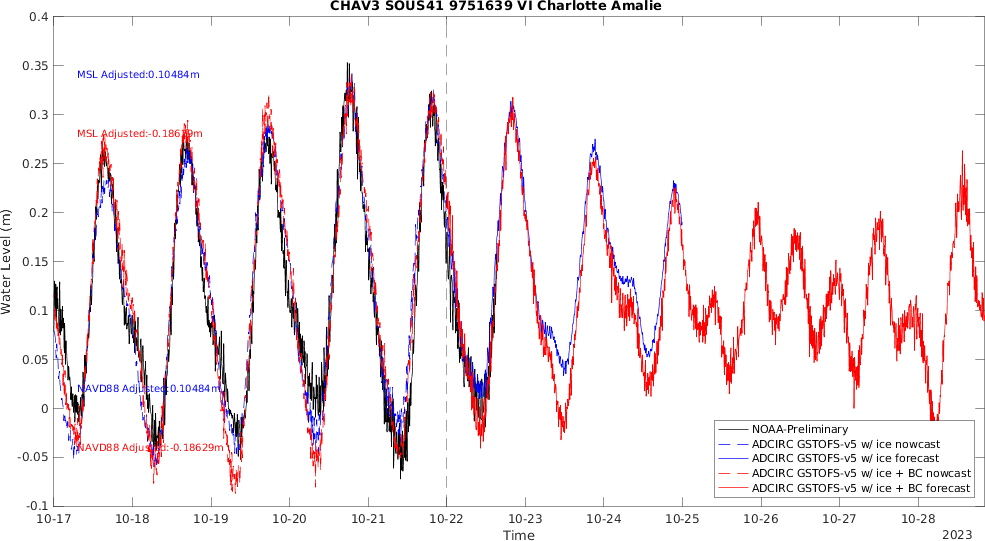 CHAV3 SOUS41 9751639 VI Charlotte Amalie
0.4
0.35
0.3
0.25
0.2
0.15
0.1
0.05
0
-0.05
-0.1
Water Level (m)
MSL Adjusted:0.10484m
MSL Adjusted:-0.18629m
NAVD88 Adjusted:0.10484m
NAVD88 Adjusted:-0.18629m
NOAA-Preliminary
ADCIRC GSTOFS-v5 w/ ice nowcast
ADCIRC GSTOFS-v5 w/ ice forecast
ADCIRC GSTOFS-v5 w/ ice + BC nowcast
ADCIRC GSTOFS-v5 w/ ice + BC forecast
10-17 10-18 10-19 10-20 10-21 10-22 10-23 10-24 10-25 10-26 10-27 10-28
Time
2023